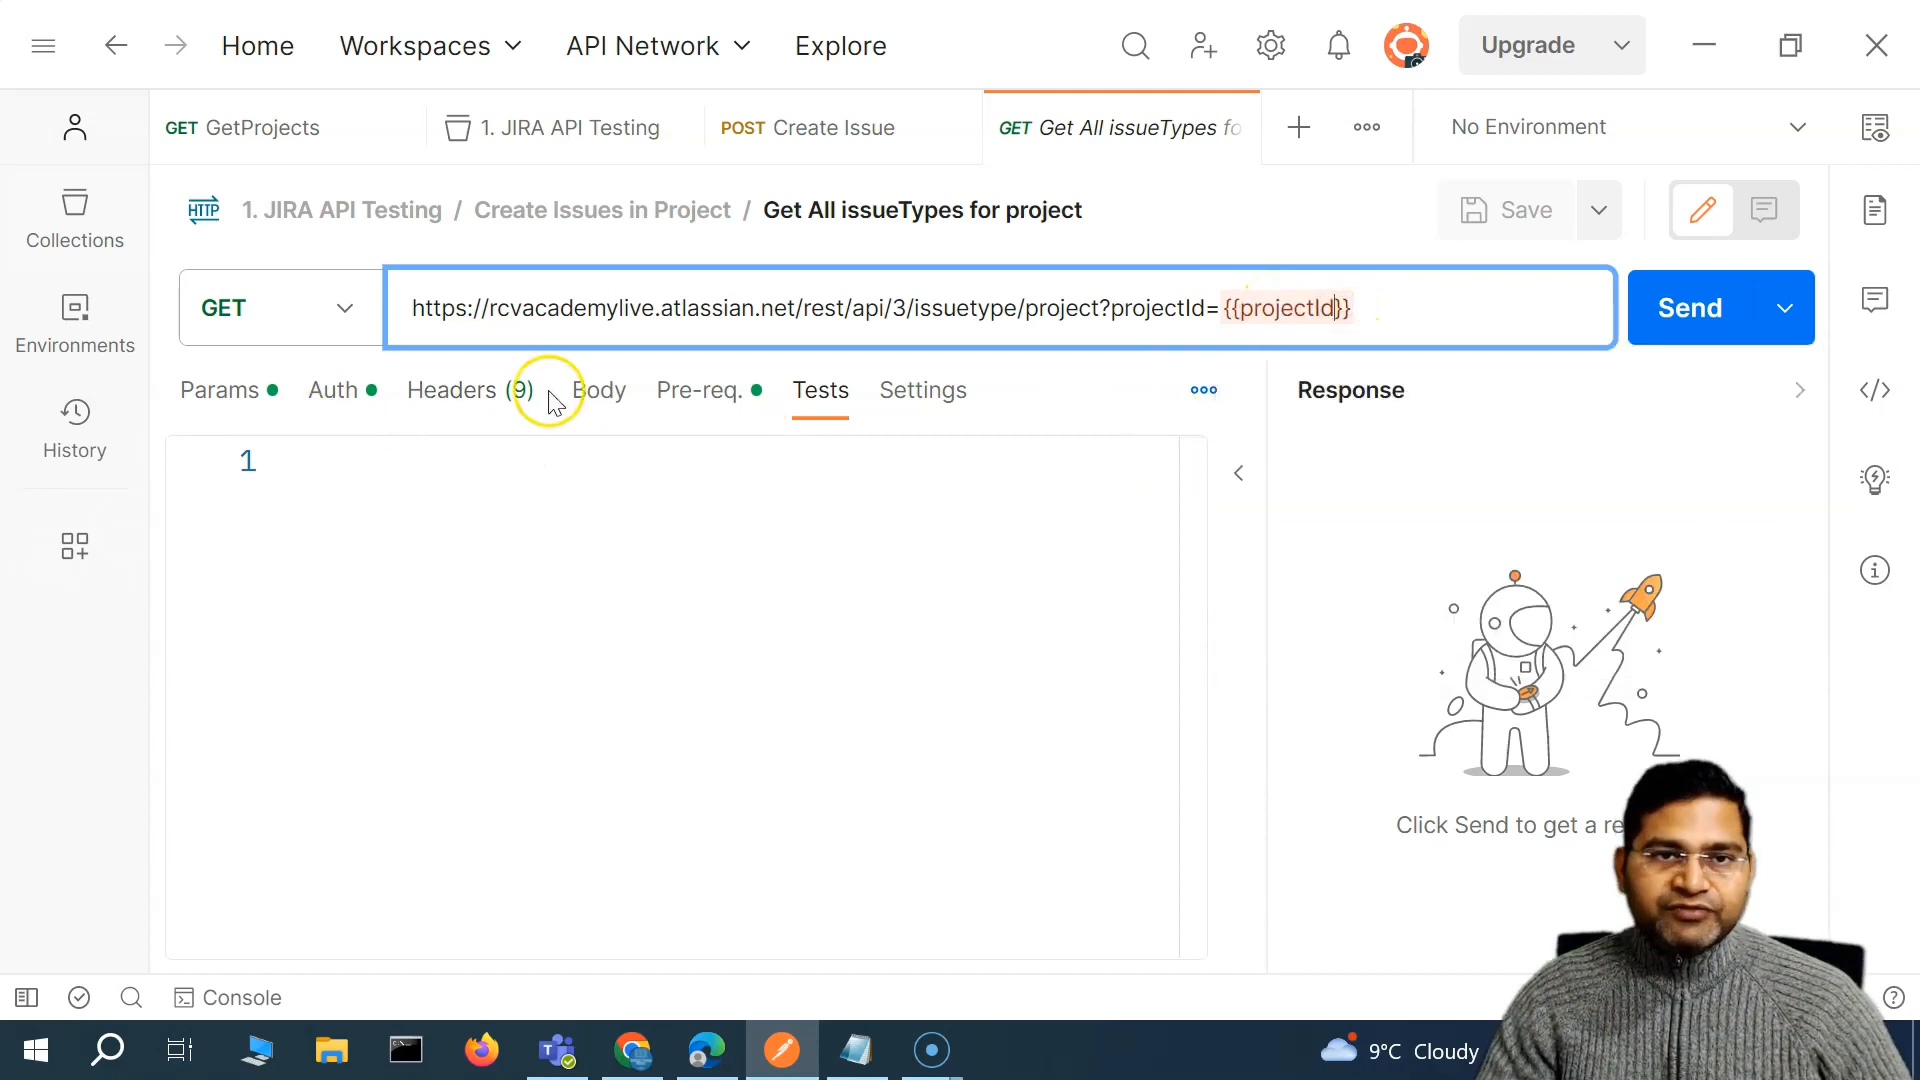 Home Workspaces API Network Explore Upgrade
GET GetProjects 1. JIRA API Testing POST Create Issue GET Get All issueTypes fo No Environment
HTTP 1. JIRA API Testing / Create Issues in Project / Get All issueTypes for project Save
Collections
GET https://rcvacademylive.atlassian.net/rest/api/3/issuetype/project?projectId={{projectId}} Send
Environments
Params Auth Headers (9) Body Pre-req. Tests Settings Response
History
1
Click Send to get a re
Console
9°C Cloudy